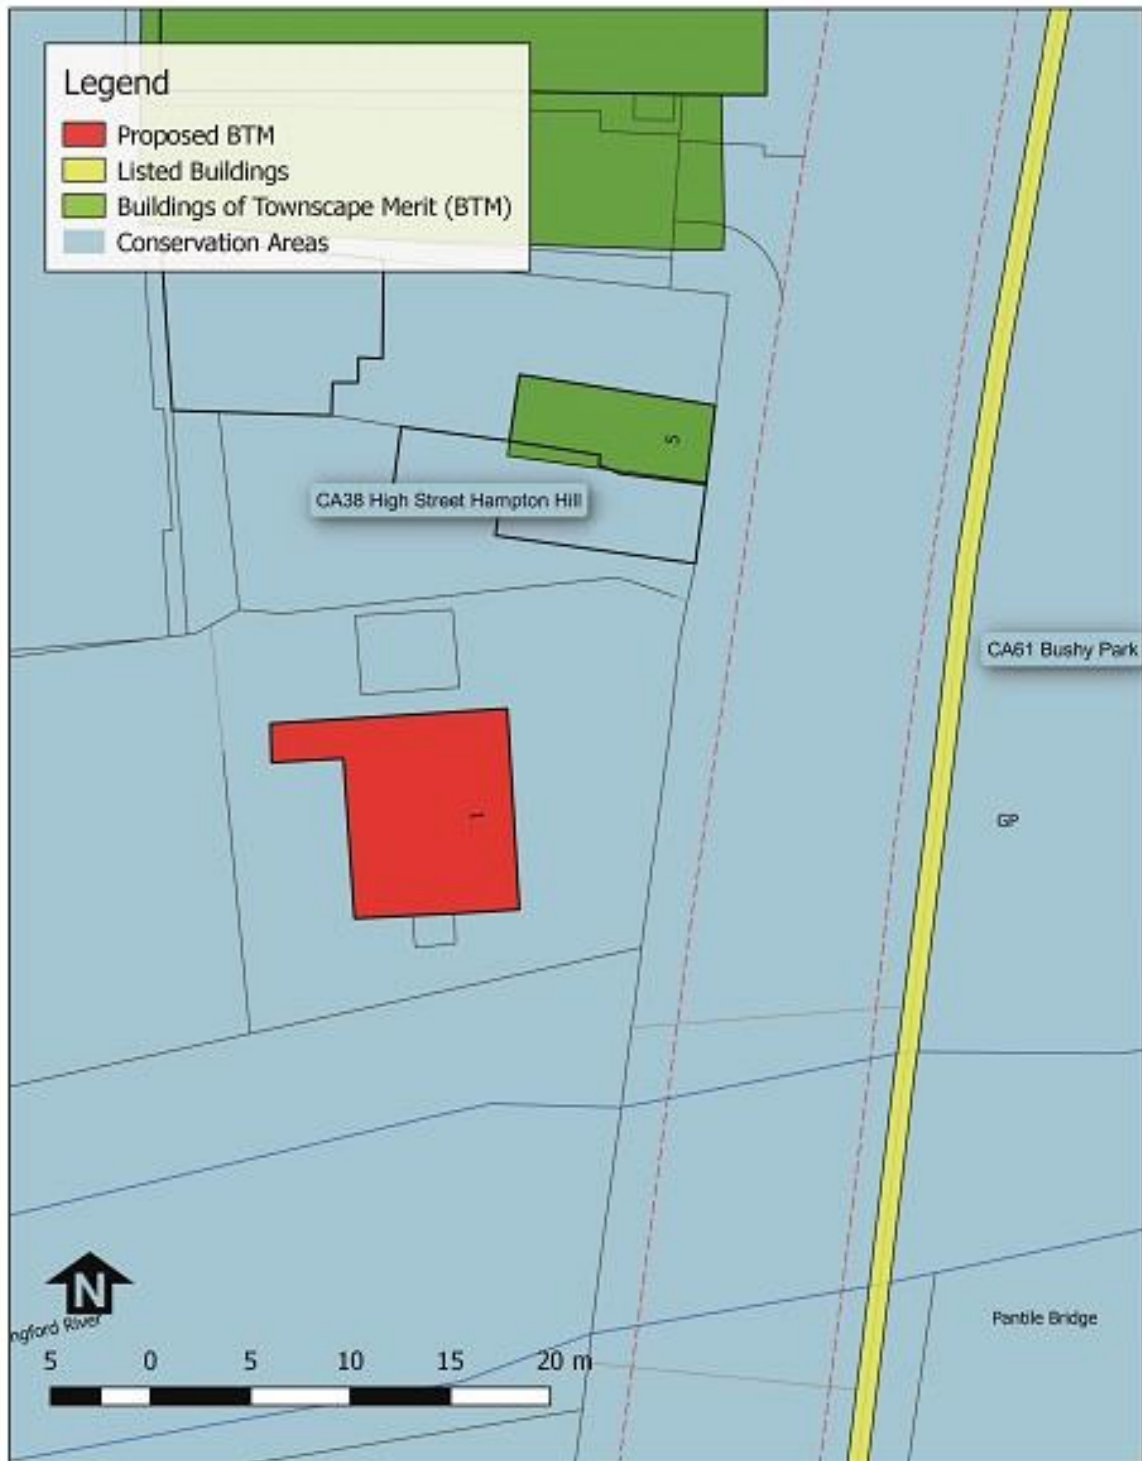 Legend
Proposed BTM
Listed Buildings
Buildings of Townscape Merit (BTM)
Conservation Areas
5
CA38 High Street Hampton Hill
CA61 Bushy Park
1
GP
Pantile Bridge
N
ngford River
5 0 5 10 15 20 m